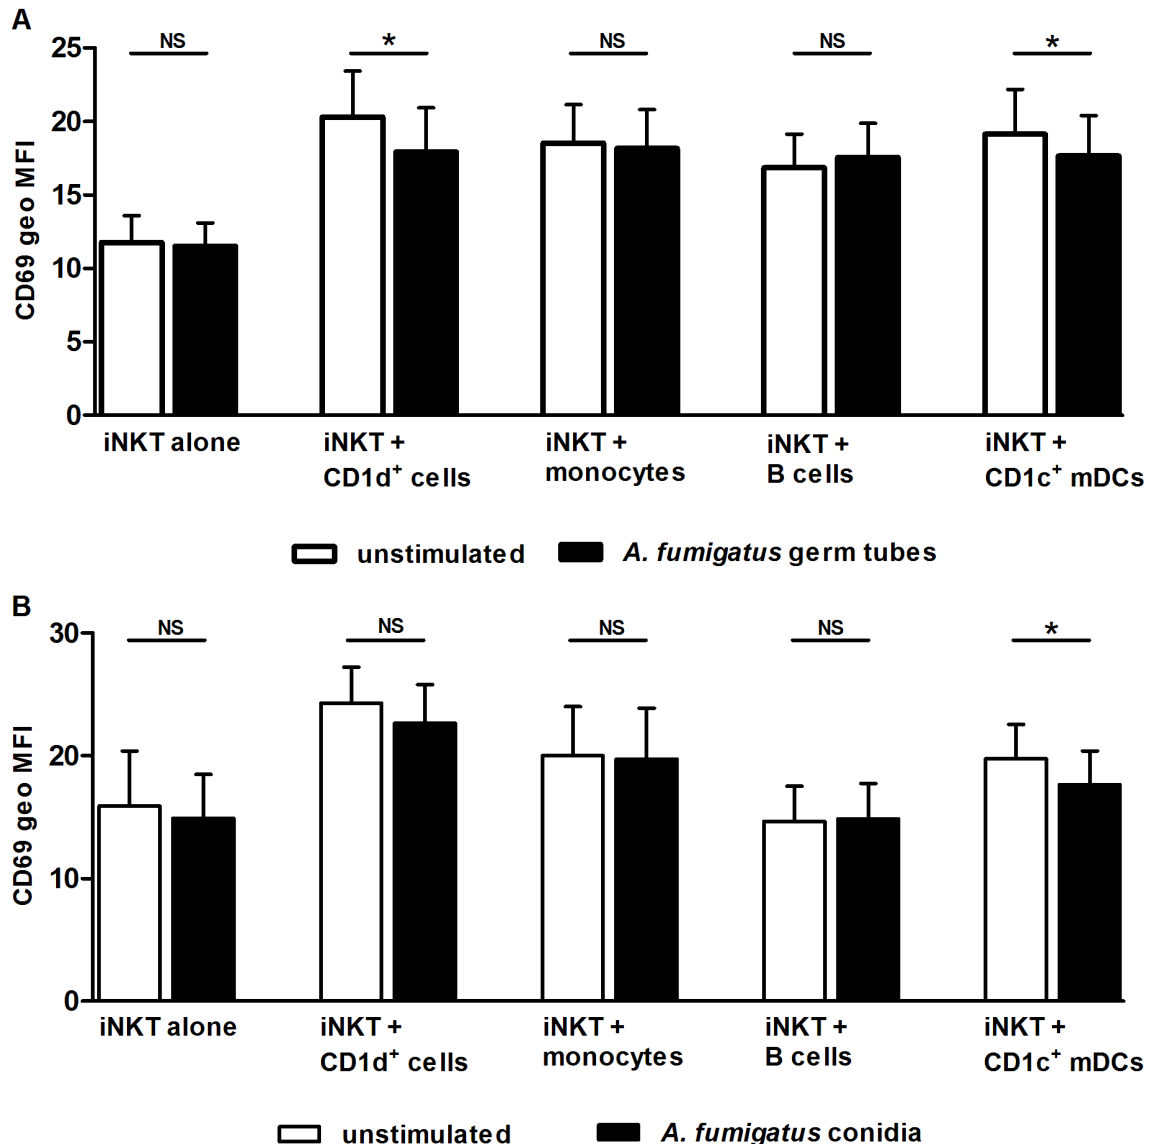 A
NS * NS NS *
25
20
15
10
5
0
CD69 geo MFI
iNKT alone
iNKT +
CD1d⁺ cells
iNKT +
monocytes
iNKT +
B cells
iNKT +
CD1c⁺ mDCs
unstimulated A. fumigatus germ tubes
B
NS NS NS NS *
30
20
10
0
CD69 geo MFI
iNKT alone
iNKT +
CD1d⁺ cells
iNKT +
monocytes
iNKT +
B cells
iNKT +
CD1c⁺ mDCs
unstimulated A. fumigatus conidia